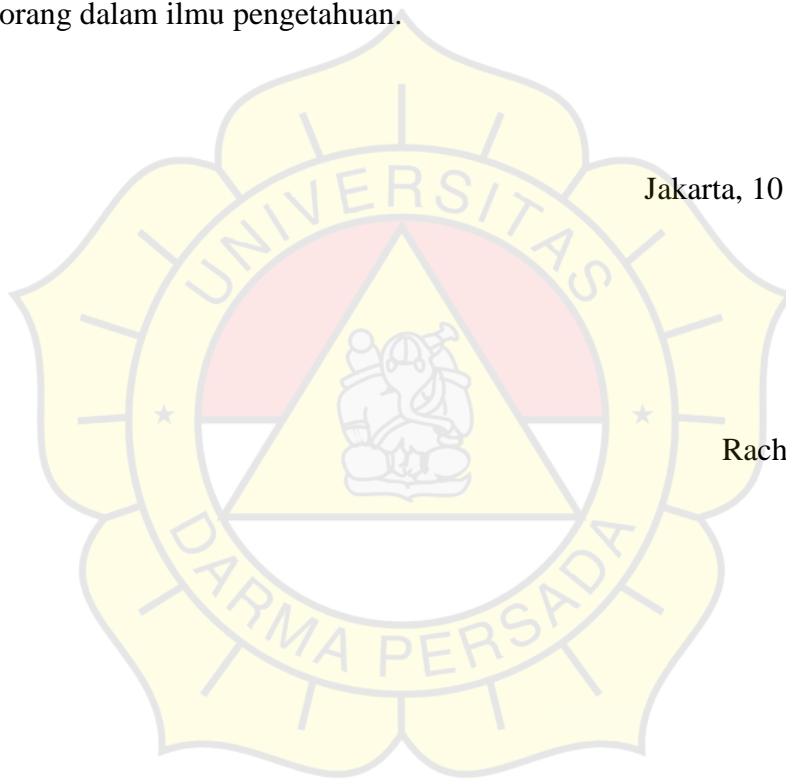 orang dalam ilmu pengetahuan.
Jakarta, 10
UNIVERSITAS
Rach
DARMA PERSADA